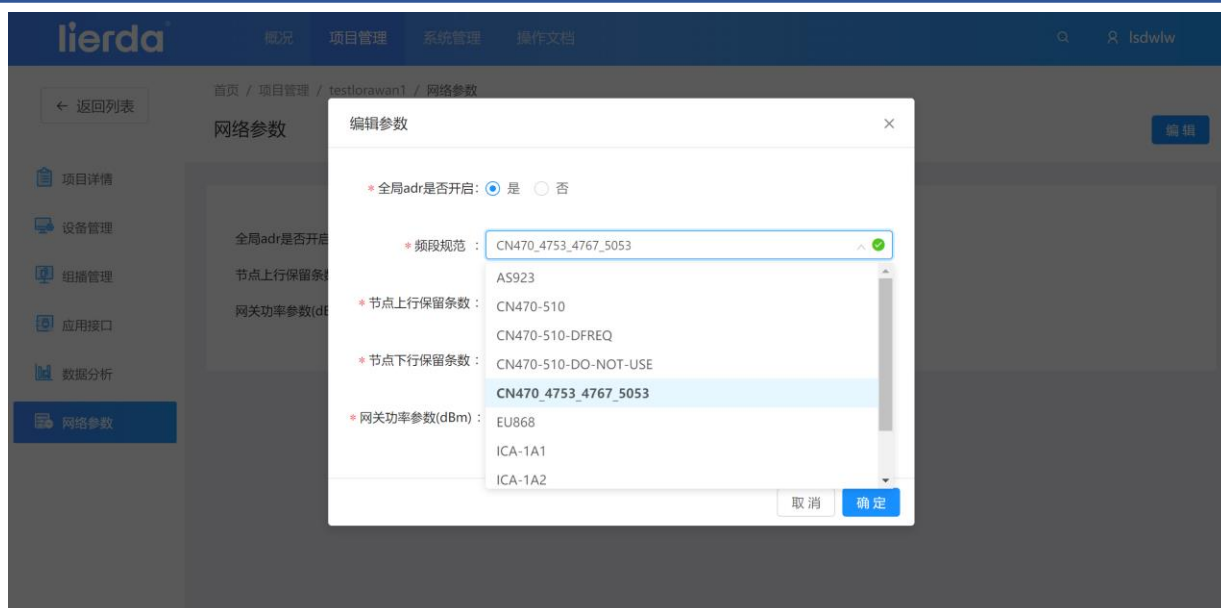 lierda 概况 项目管理 系统管理 操作文档 lsdwlw
← 返回列表
首页 / 项目管理 / testlorawan1 / 网络参数
网络参数
编辑
项目详情
设备管理
组播管理
应用接口
数据分析
网络参数
全局adr是否开启
节点上行保留条数
网关功率参数(dB
编辑参数
* 全局adr是否开启: 是 否
* 频段规范 : CN470_4753_4767_5053
AS923
* 节点上行保留条数 :
CN470-510
CN470-510-DFREQ
* 节点下行保留条数 :
CN470-510-DO-NOT-USE
CN470_4753_4767_5053
* 网关功率参数(dBm) :
EU868
ICA-1A1
ICA-1A2
取消 确定